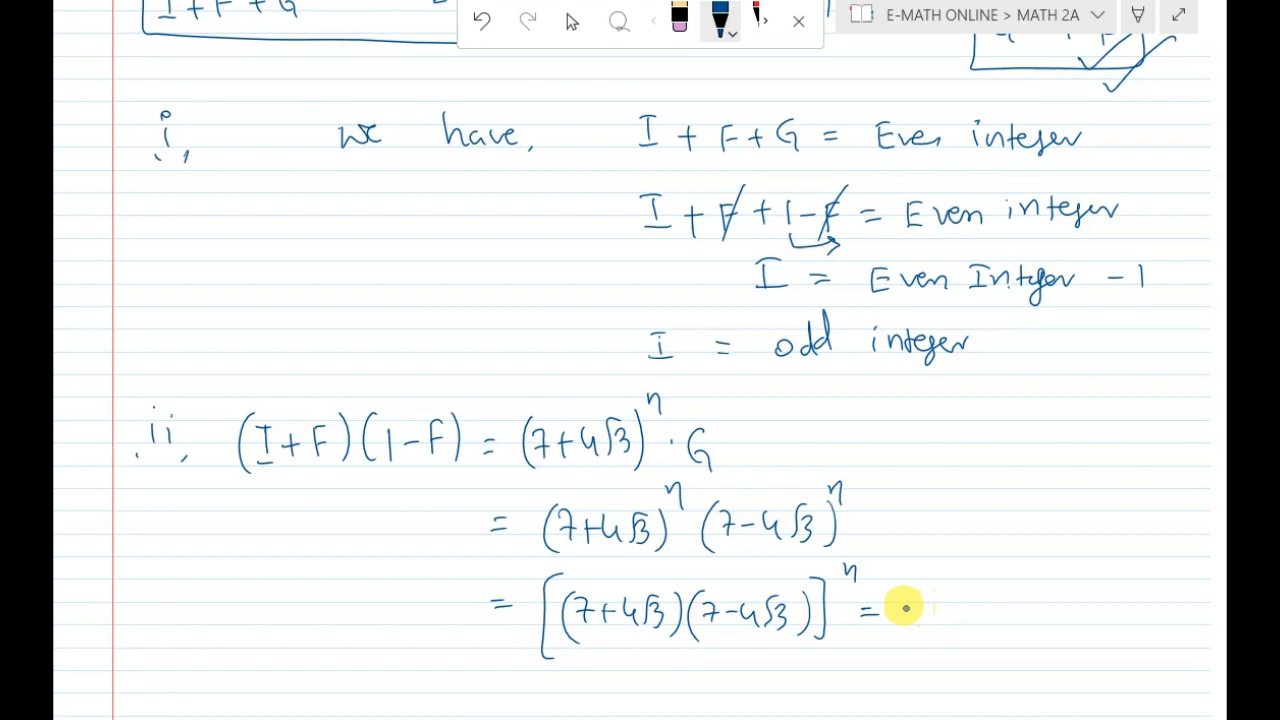 I + F + G
E-MATH ONLINE > MATH 2A
i, we have, I + F + G = Even integer
I + F + 1 - F = Even integer
I = Even Integer - 1
I = odd integer
ii, (I + F)(1 - F) = (7+4√3)ⁿ · G
= (7+4√3)ⁿ (7-4√3)ⁿ
= [(7+4√3)(7-4√3)]ⁿ =